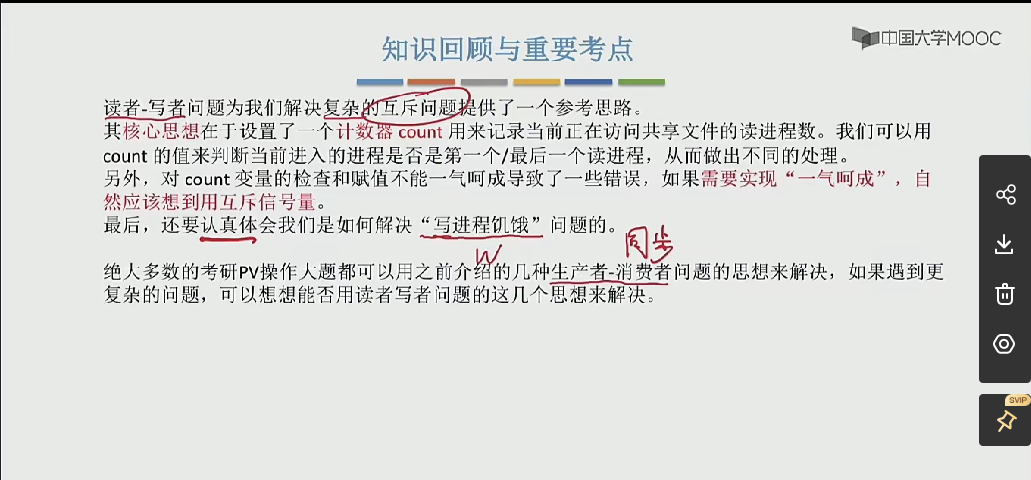 中国大学MOOC
知识回顾与重要考点
读者-写者问题为我们解决复杂的互斥问题提供了一个参考思路。
其核心思想在于设置了一个计数器 count 用来记录当前正在访问共享文件的读进程数。我们可以用
count 的值来判断当前进入的进程是否是第一个/最后一个读进程，从而做出不同的处理。
另外，对 count 变量的检查和赋值不能一气呵成导致了一些错误，如果需要实现“一气呵成”，自
然应该想到用互斥信号量。
最后，还要认真体会我们是如何解决“写进程饥饿”问题的。
同步
W
绝大多数的考研PV操作大题都可以用之前介绍的几种生产者-消费者问题的思想来解决，如果遇到更
复杂的问题，可以想想能否用读者写者问题的这几个思想来解决。
SVIP